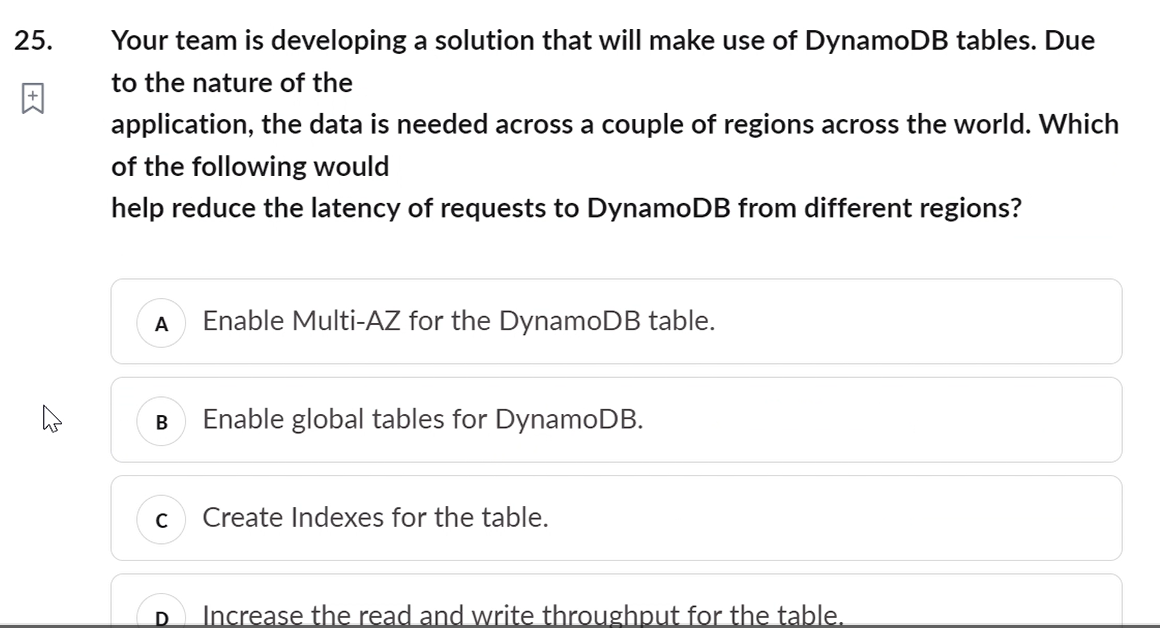 25.
Your team is developing a solution that will make use of DynamoDB tables. Due
to the nature of the
application, the data is needed across a couple of regions across the world. Which
of the following would
help reduce the latency of requests to DynamoDB from different regions?
A Enable Multi-AZ for the DynamoDB table.
B Enable global tables for DynamoDB.
C Create Indexes for the table.
D Increase the read and write throughput for the table.